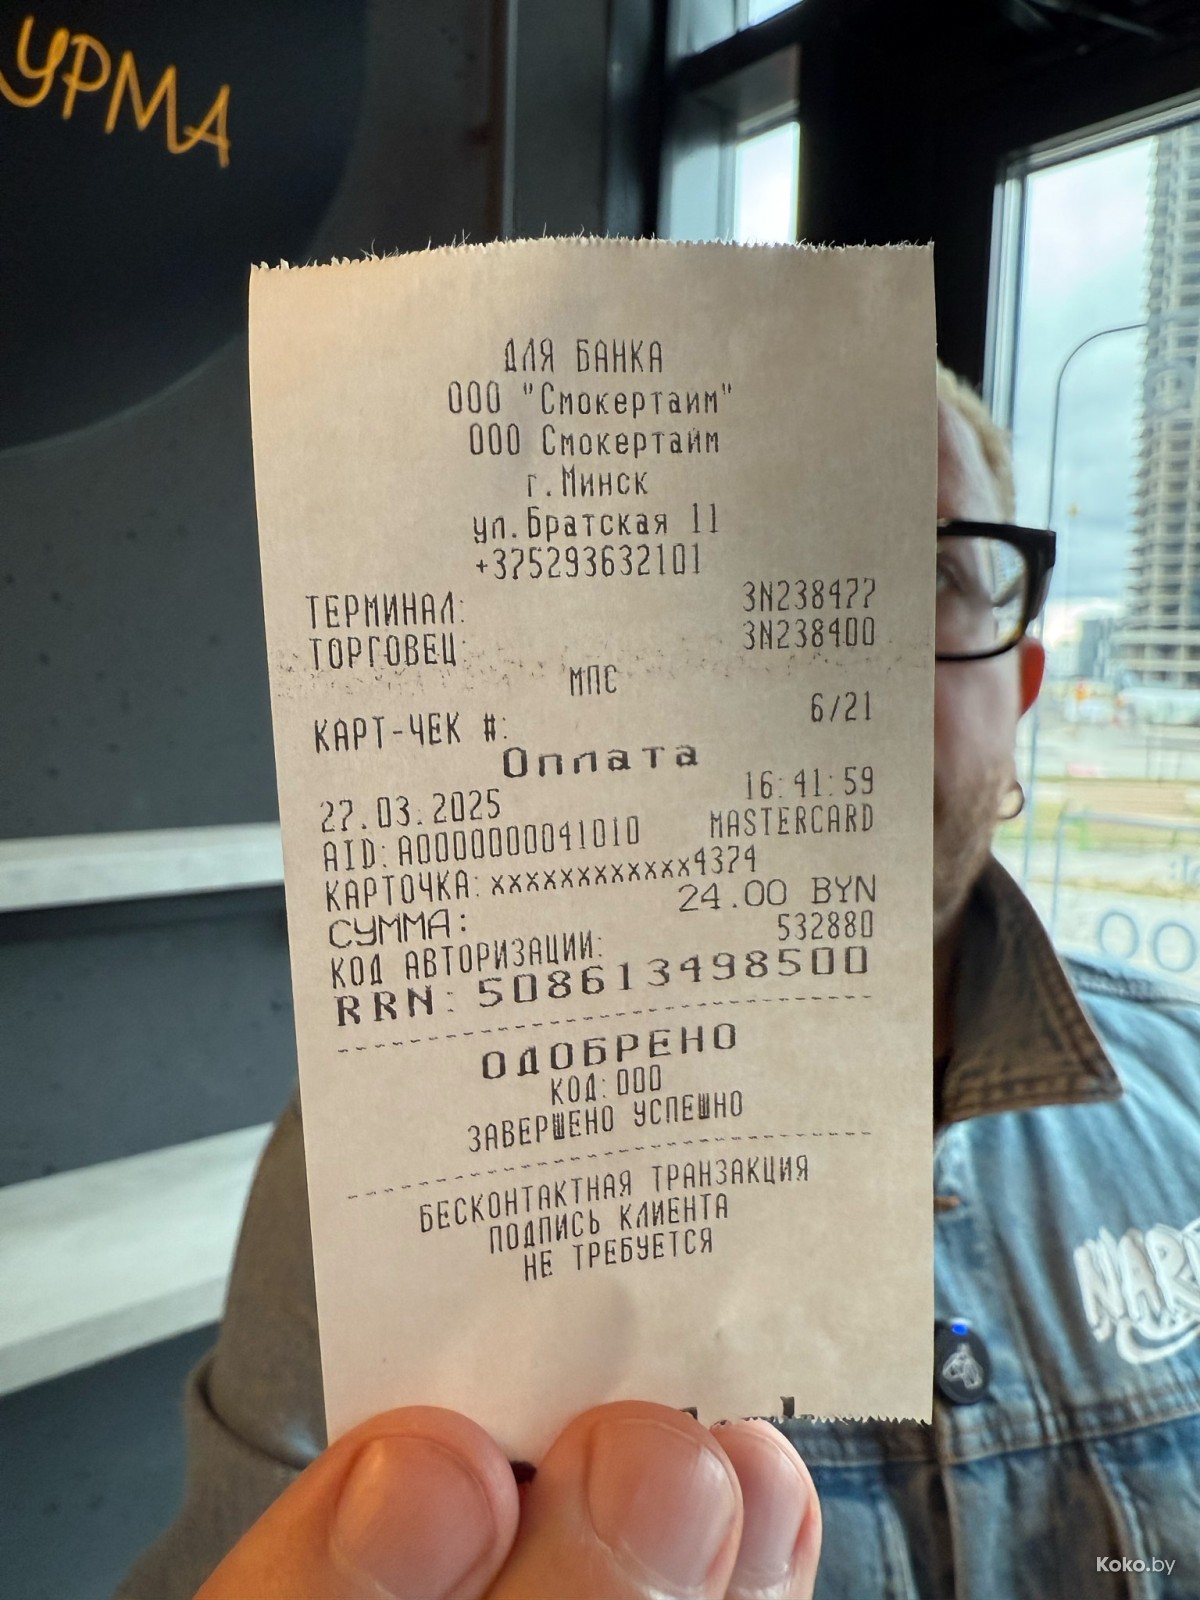 УРМА
ДЛЯ БАНКА
ООО "Смокертаим"
ООО Смокертайм
г.Минск
ул.Братская 11
+375293632101
ТЕРМИНАЛ: 3N238477
ТОРГОВЕЦ: 3N238400
МПС
КАРТ-ЧЕК #: 6/21
Оплата
27.03.2025 16:41:59
AID:A0000000041010 MASTERCARD
КАРТОЧКА:xxxxxxxxxxxx4374
СУММА: 24.00 BYN
КОД АВТОРИЗАЦИИ: 532880
RRN: 508613498500
ОДОБРЕНО
КОД:000
ЗАВЕРШЕНО УСПЕШНО
БЕСКОНТАКТНАЯ ТРАНЗАКЦИЯ
ПОДПИСЬ КЛИЕНТА
НЕ ТРЕБУЕТСЯ
NAR
Koko.by